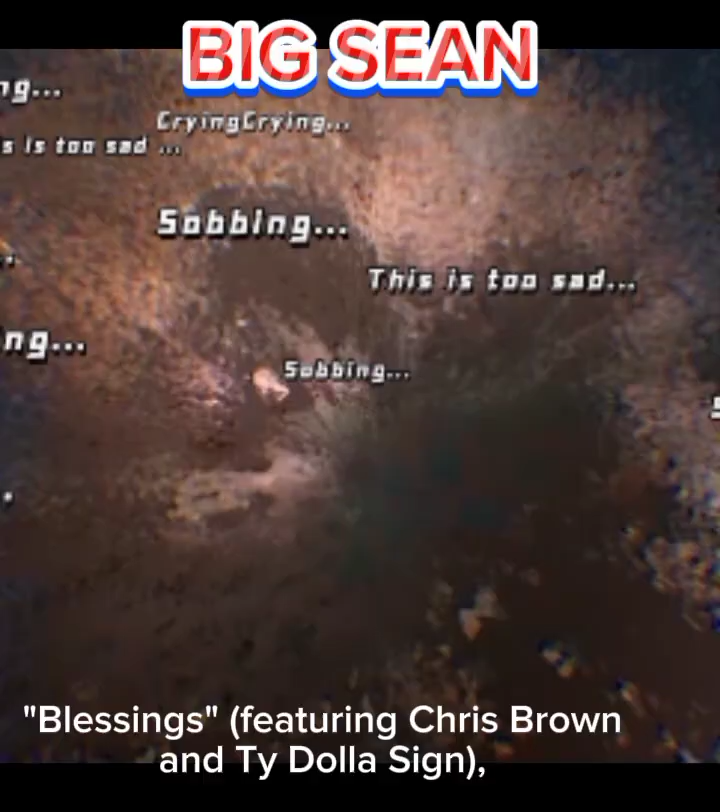 BIG SEAN
ng...
CryingCrying...
s is too sad ...
Sobbing...
This is too sad...
ng...
Sobbing...
"Blessings" (featuring Chris Brown
and Ty Dolla Sign),